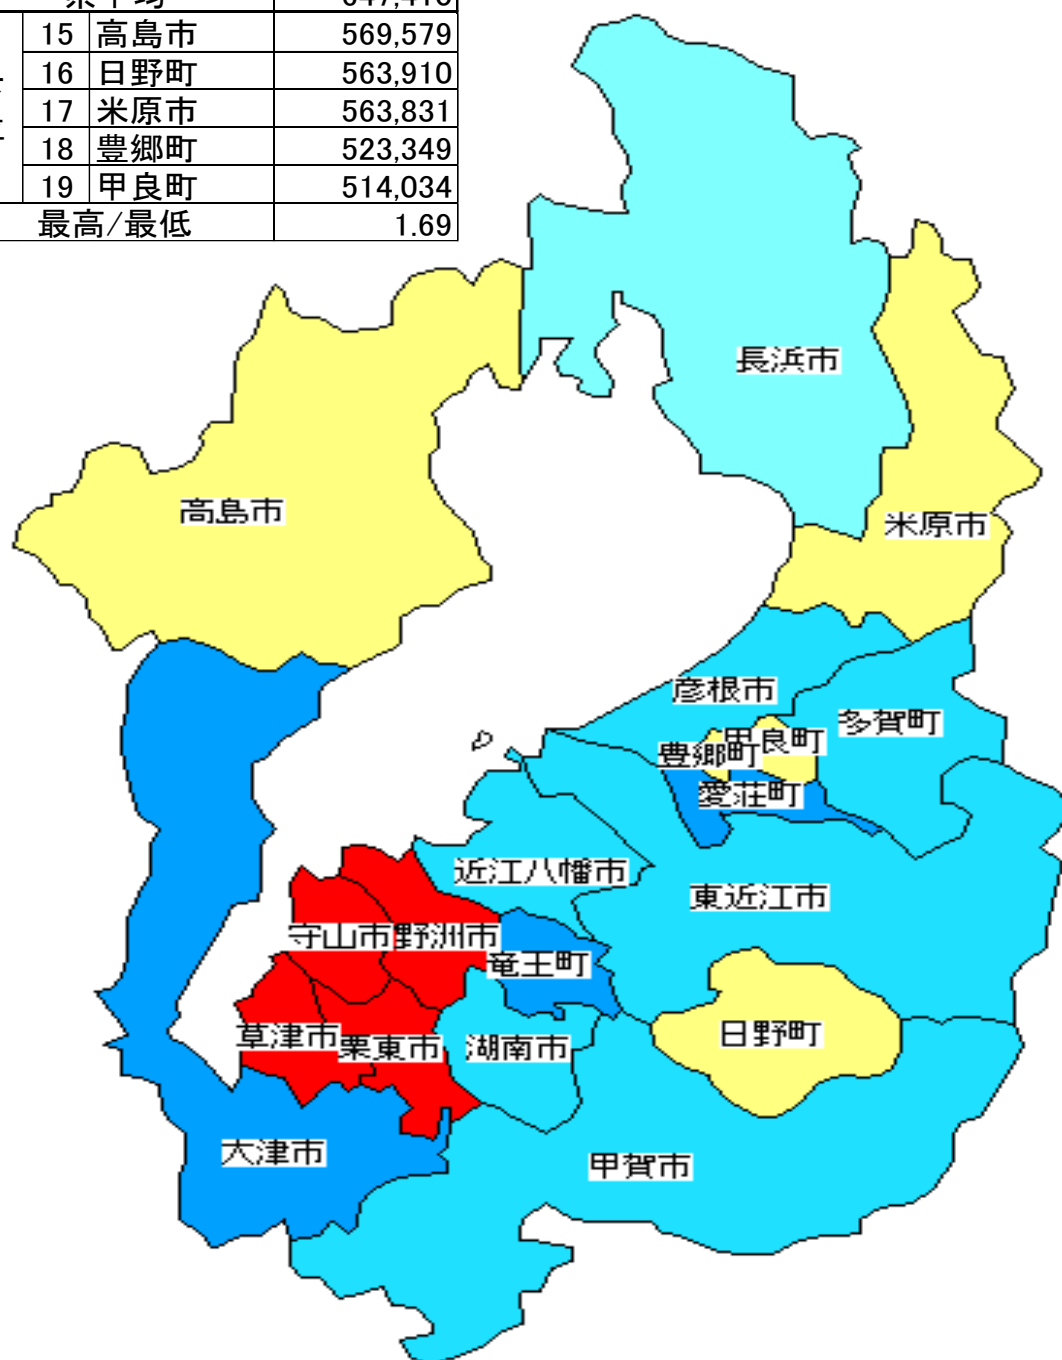 15 高島市 569,579
16 日野町 563,910
17 米原市 563,831
18 豊郷町 523,349
19 甲良町 514,034
最高/最低 1.69
長浜市
高島市
米原市
彦根市
多賀町
甲良町
豊郷町
愛荘町
近江八幡市
東近江市
守山市
野洲市
竜王町
草津市
栗東市
湖南市
日野町
大津市
甲賀市